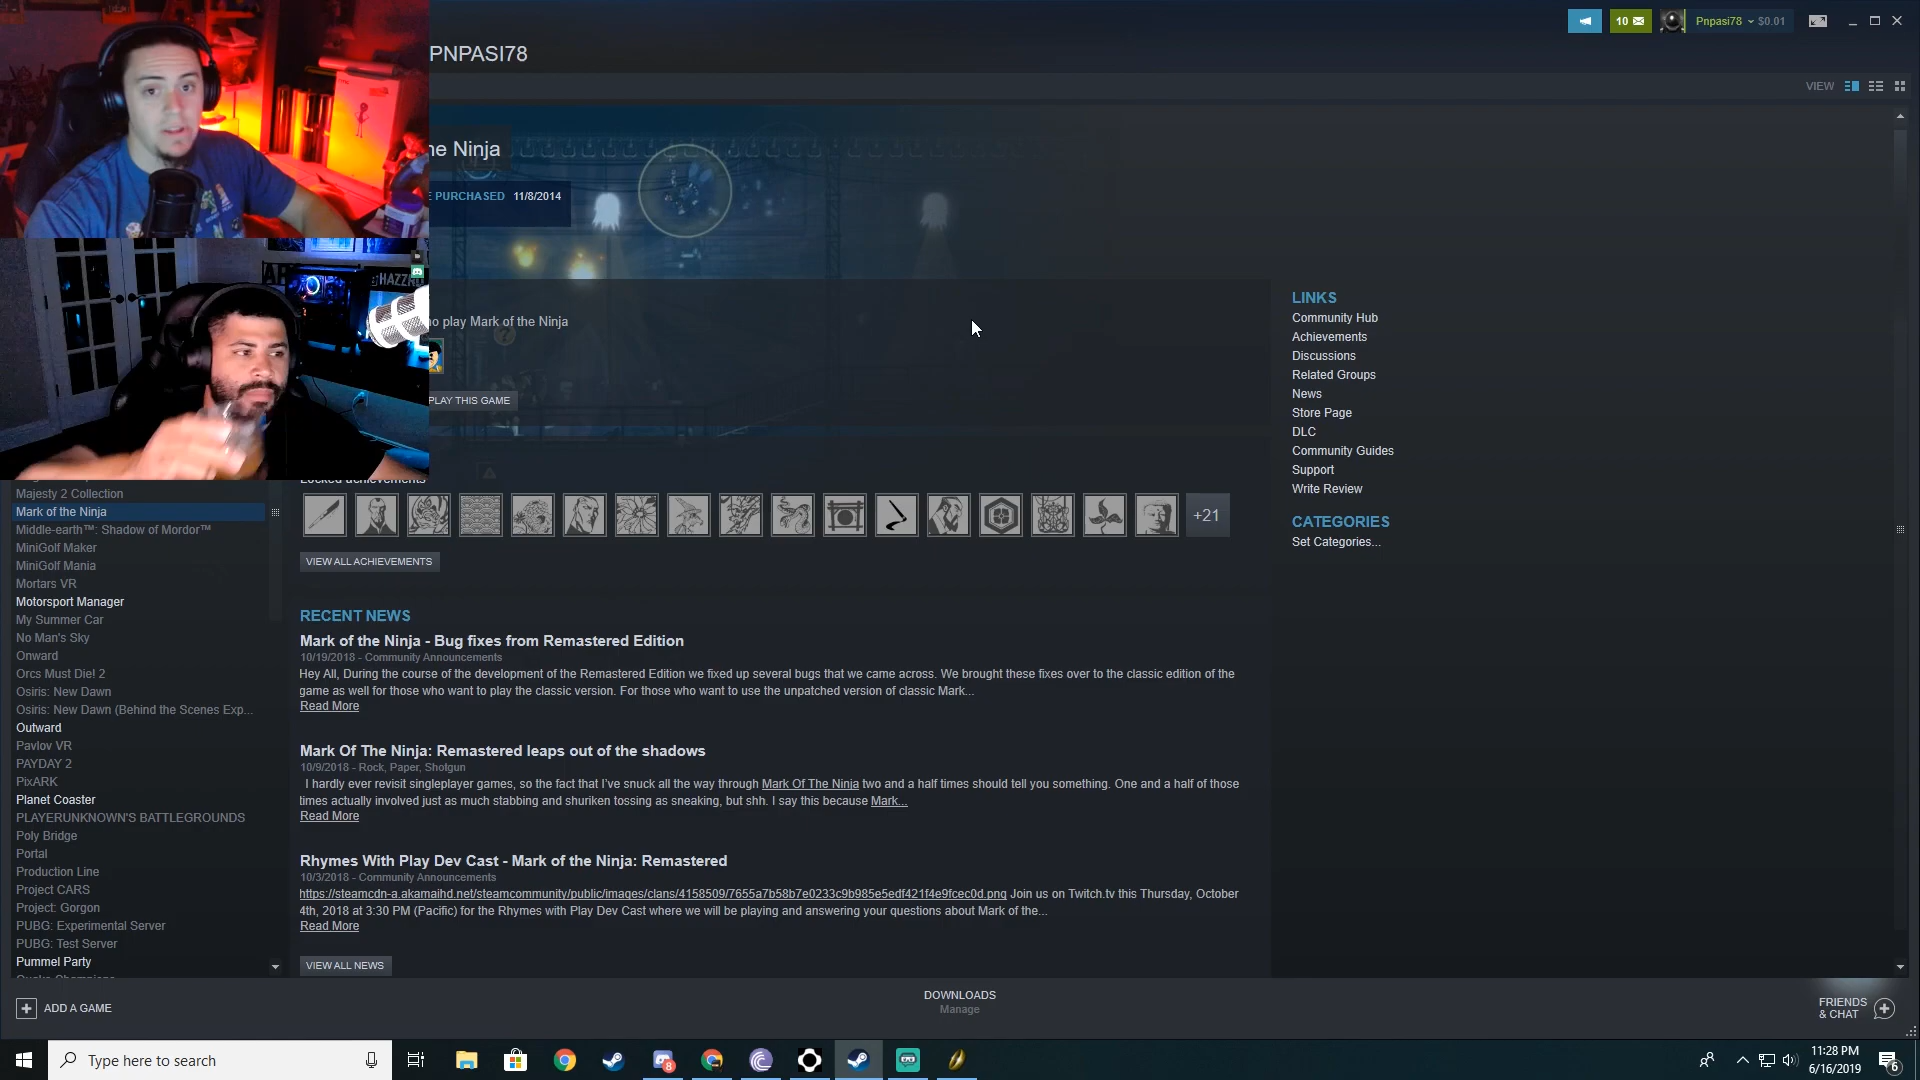 10
Pnpasi78
$0.01
PNPASI78
VIEW
he Ninja
E PURCHASED 11/8/2014
HAZZRD
ho play Mark of the Ninja
PLAY THIS GAME
LINKS
Community Hub
Achievements
Discussions
Related Groups
News
Store Page
DLC
Community Guides
Support
Write Review
CATEGORIES
Set Categories...
Majesty 2 Collection
Mark of the Ninja
Middle-earth™: Shadow of Mordor™
MiniGolf Maker
MiniGolf Mania
Mortars VR
Motorsport Manager
My Summer Car
No Man's Sky
Onward
Orcs Must Die! 2
Osiris: New Dawn
Osiris: New Dawn (Behind the Scenes Exp...
Outward
Pavlov VR
PAYDAY 2
PixARK
Planet Coaster
PLAYERUNKNOWN'S BATTLEGROUNDS
Poly Bridge
Portal
Production Line
Project CARS
Project: Gorgon
PUBG: Experimental Server
PUBG: Test Server
Pummel Party
Locked achievements
+21
VIEW ALL ACHIEVEMENTS
RECENT NEWS
Mark of the Ninja - Bug fixes from Remastered Edition
10/19/2018 - Community Announcements
Hey All, During the course of the development of the Remastered Edition we fixed up several bugs that we came across. We brought these fixes over to the classic edition of the
game as well for those who want to play the classic version. For those who want to use the unpatched version of classic Mark...
Read More
Mark Of The Ninja: Remastered leaps out of the shadows
10/9/2018 - Rock, Paper, Shotgun
I hardly ever revisit singleplayer games, so the fact that I've snuck all the way through Mark Of The Ninja two and a half times should tell you something. One and a half of those
times actually involved just as much stabbing and shuriken tossing as sneaking, but shh. I say this because Mark...
Read More
Rhymes With Play Dev Cast - Mark of the Ninja: Remastered
10/3/2018 - Community Announcements
https://steamcdn-a.akamaihd.net/steamcommunity/public/images/clans/4158509/7655a7b58b7e0233c9b985e5edf421f4e9fcec0d.png Join us on Twitch.tv this Thursday, October
4th, 2018 at 3:30 PM (Pacific) for the Rhymes with Play Dev Cast where we will be playing and answering your questions about Mark of the...
Read More
VIEW ALL NEWS
ADD A GAME
DOWNLOADS
Manage
FRIENDS
& CHAT
Type here to search
8
11:28 PM
6/16/2019
6